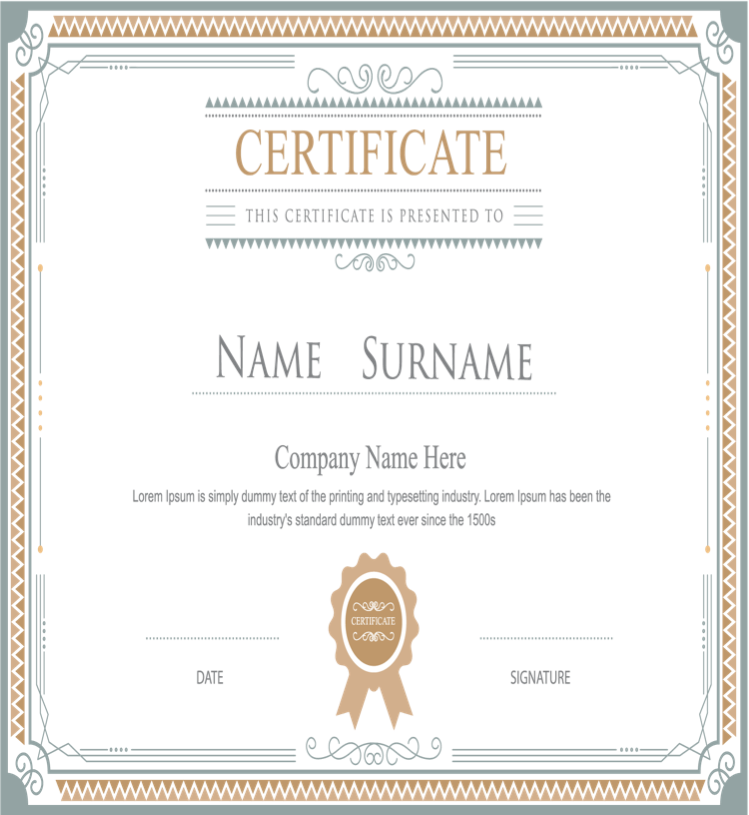 CERTIFICATE
THIS CERTIFICATE IS PRESENTED TO
NAME SURNAME
Company Name Here
Lorem Ipsum is simply dummy text of the printing and typesetting industry. Lorem Ipsum has been the
industry's standard dummy text ever since the 1500s
CERTIFICATE
DATE
SIGNATURE